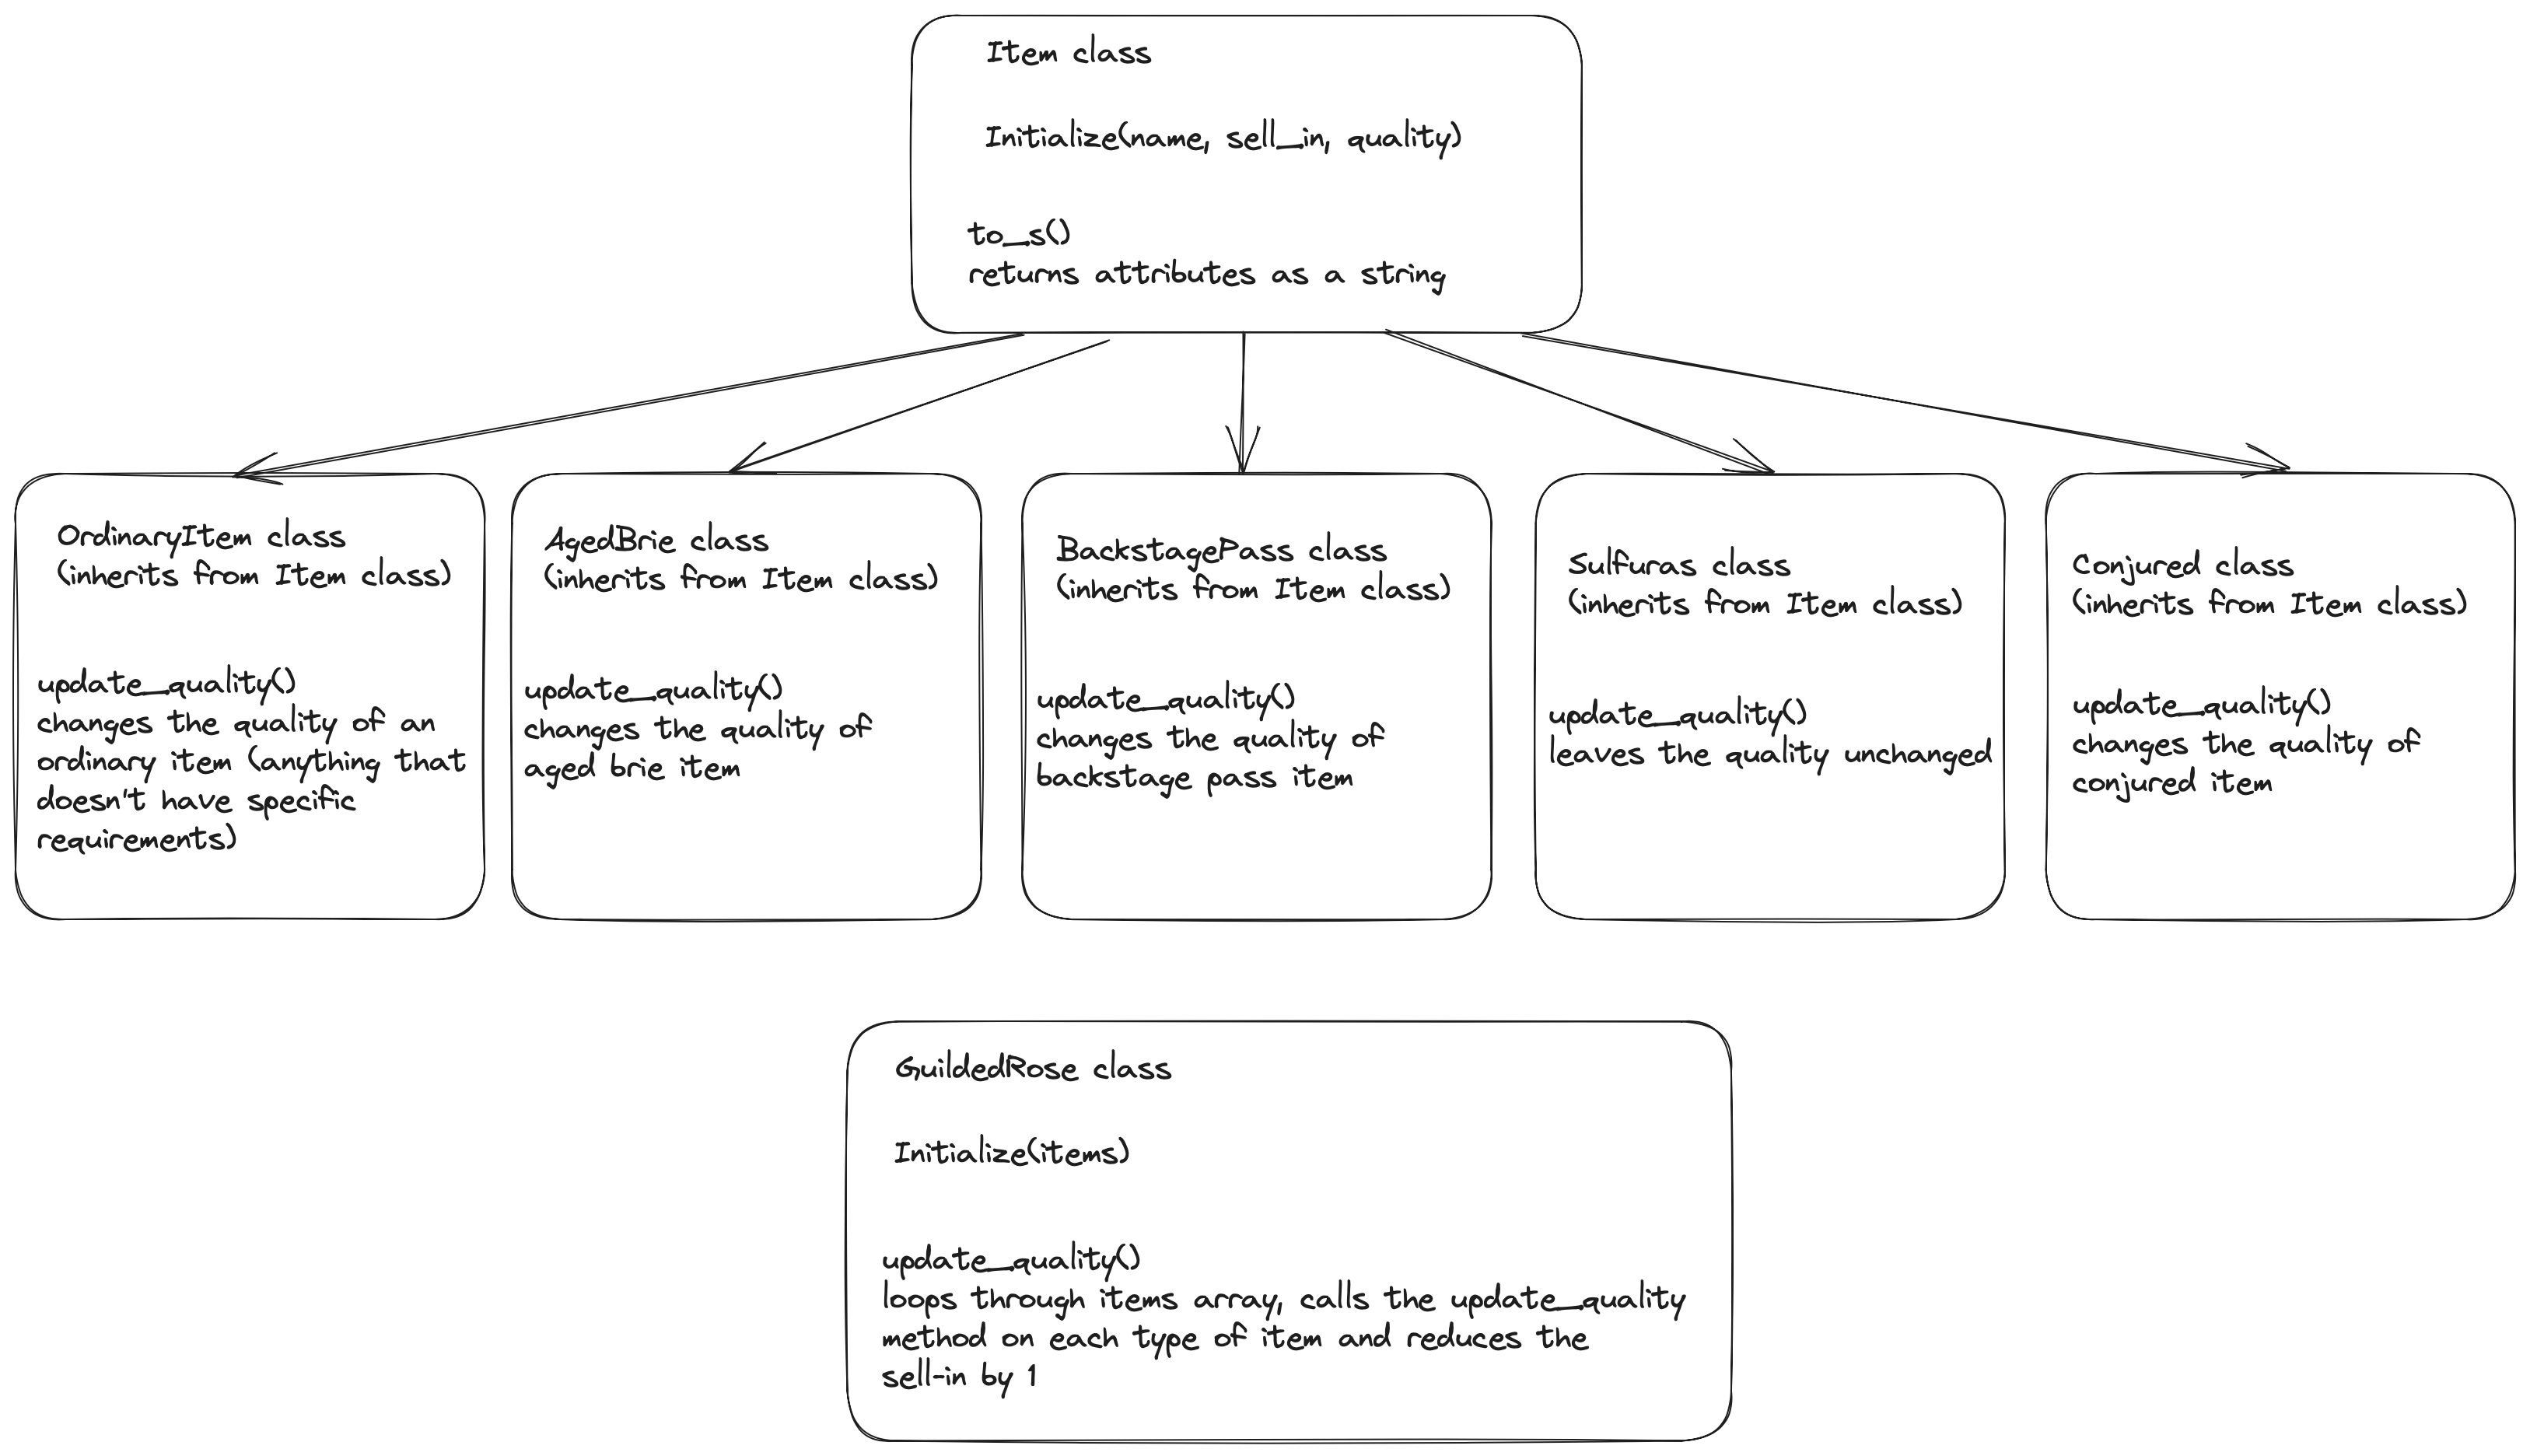 Item class
Initialize(name, sell_in, quality)
to_s()
returns attributes as a string
OrdinaryItem class
(inherits from Item class)
update_quality()
changes the quality of an
ordinary item (anything that
doesn't have specific
requirements)
AgedBrie class
(inherits from Item class)
update_quality()
changes the quality of
aged brie item
BackstagePass class
(inherits from Item class)
update_quality()
changes the quality of
backstage pass item
Sulfuras class
(inherits from Item class)
update_quality()
leaves the quality unchanged
Conjured class
(inherits from Item class)
update_quality()
changes the quality of
conjured item
GuildedRose class
Initialize(items)
update_quality()
loops through items array, calls the update_quality
method on each type of item and reduces the
sell-in by 1